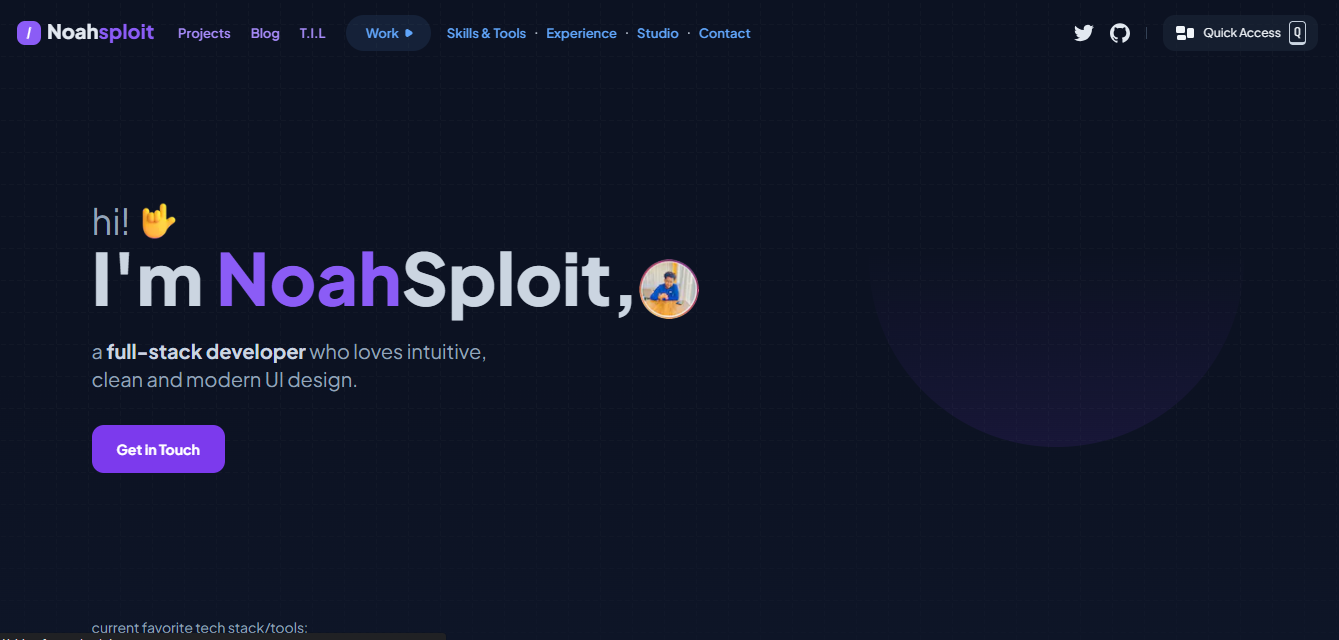 / Noahsploit Projects Blog T.I.L Work Skills & Tools · Experience · Studio · Contact Quick Access Q
hi! 🤟
I'm NoahSploit,
a full-stack developer who loves intuitive,
clean and modern UI design.
Get In Touch
current favorite tech stack/tools: